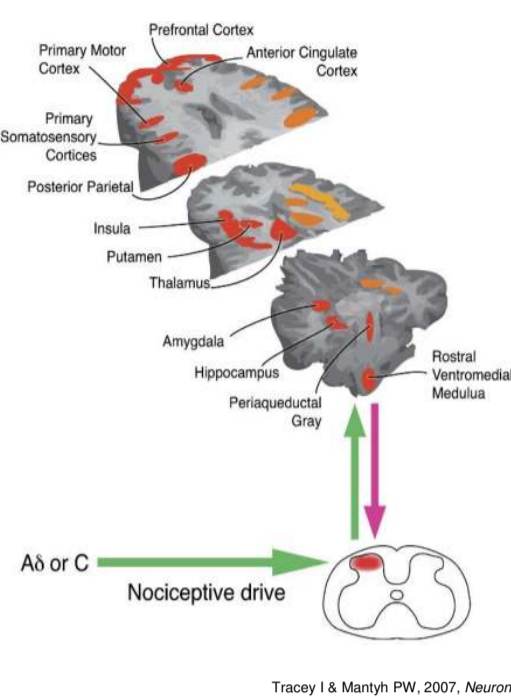 Prefrontal Cortex
Primary Motor
Cortex
Anterior Cingulate
Cortex
Primary
Somatosensory
Cortices
Posterior Parietal
Insula
Putamen
Thalamus
Amygdala
Hippocampus
Periaqueductal
Gray
Rostral
Ventromedial
Medulua
Aδ or C
Nociceptive drive
Tracey I & Mantyh PW, 2007, Neuron